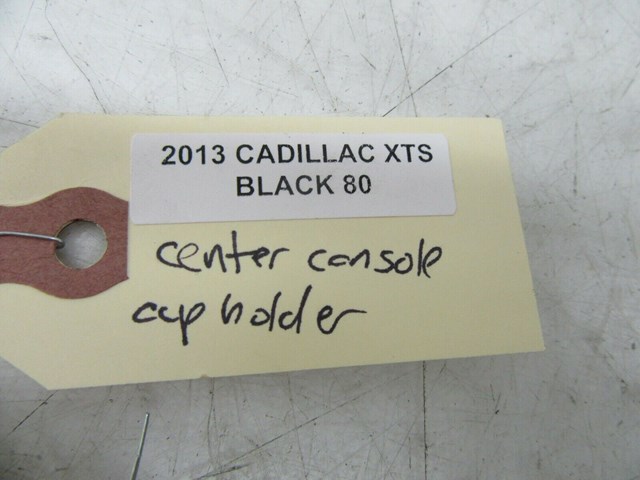 2013 CADILLAC XTS
BLACK 80
center console
cup holder